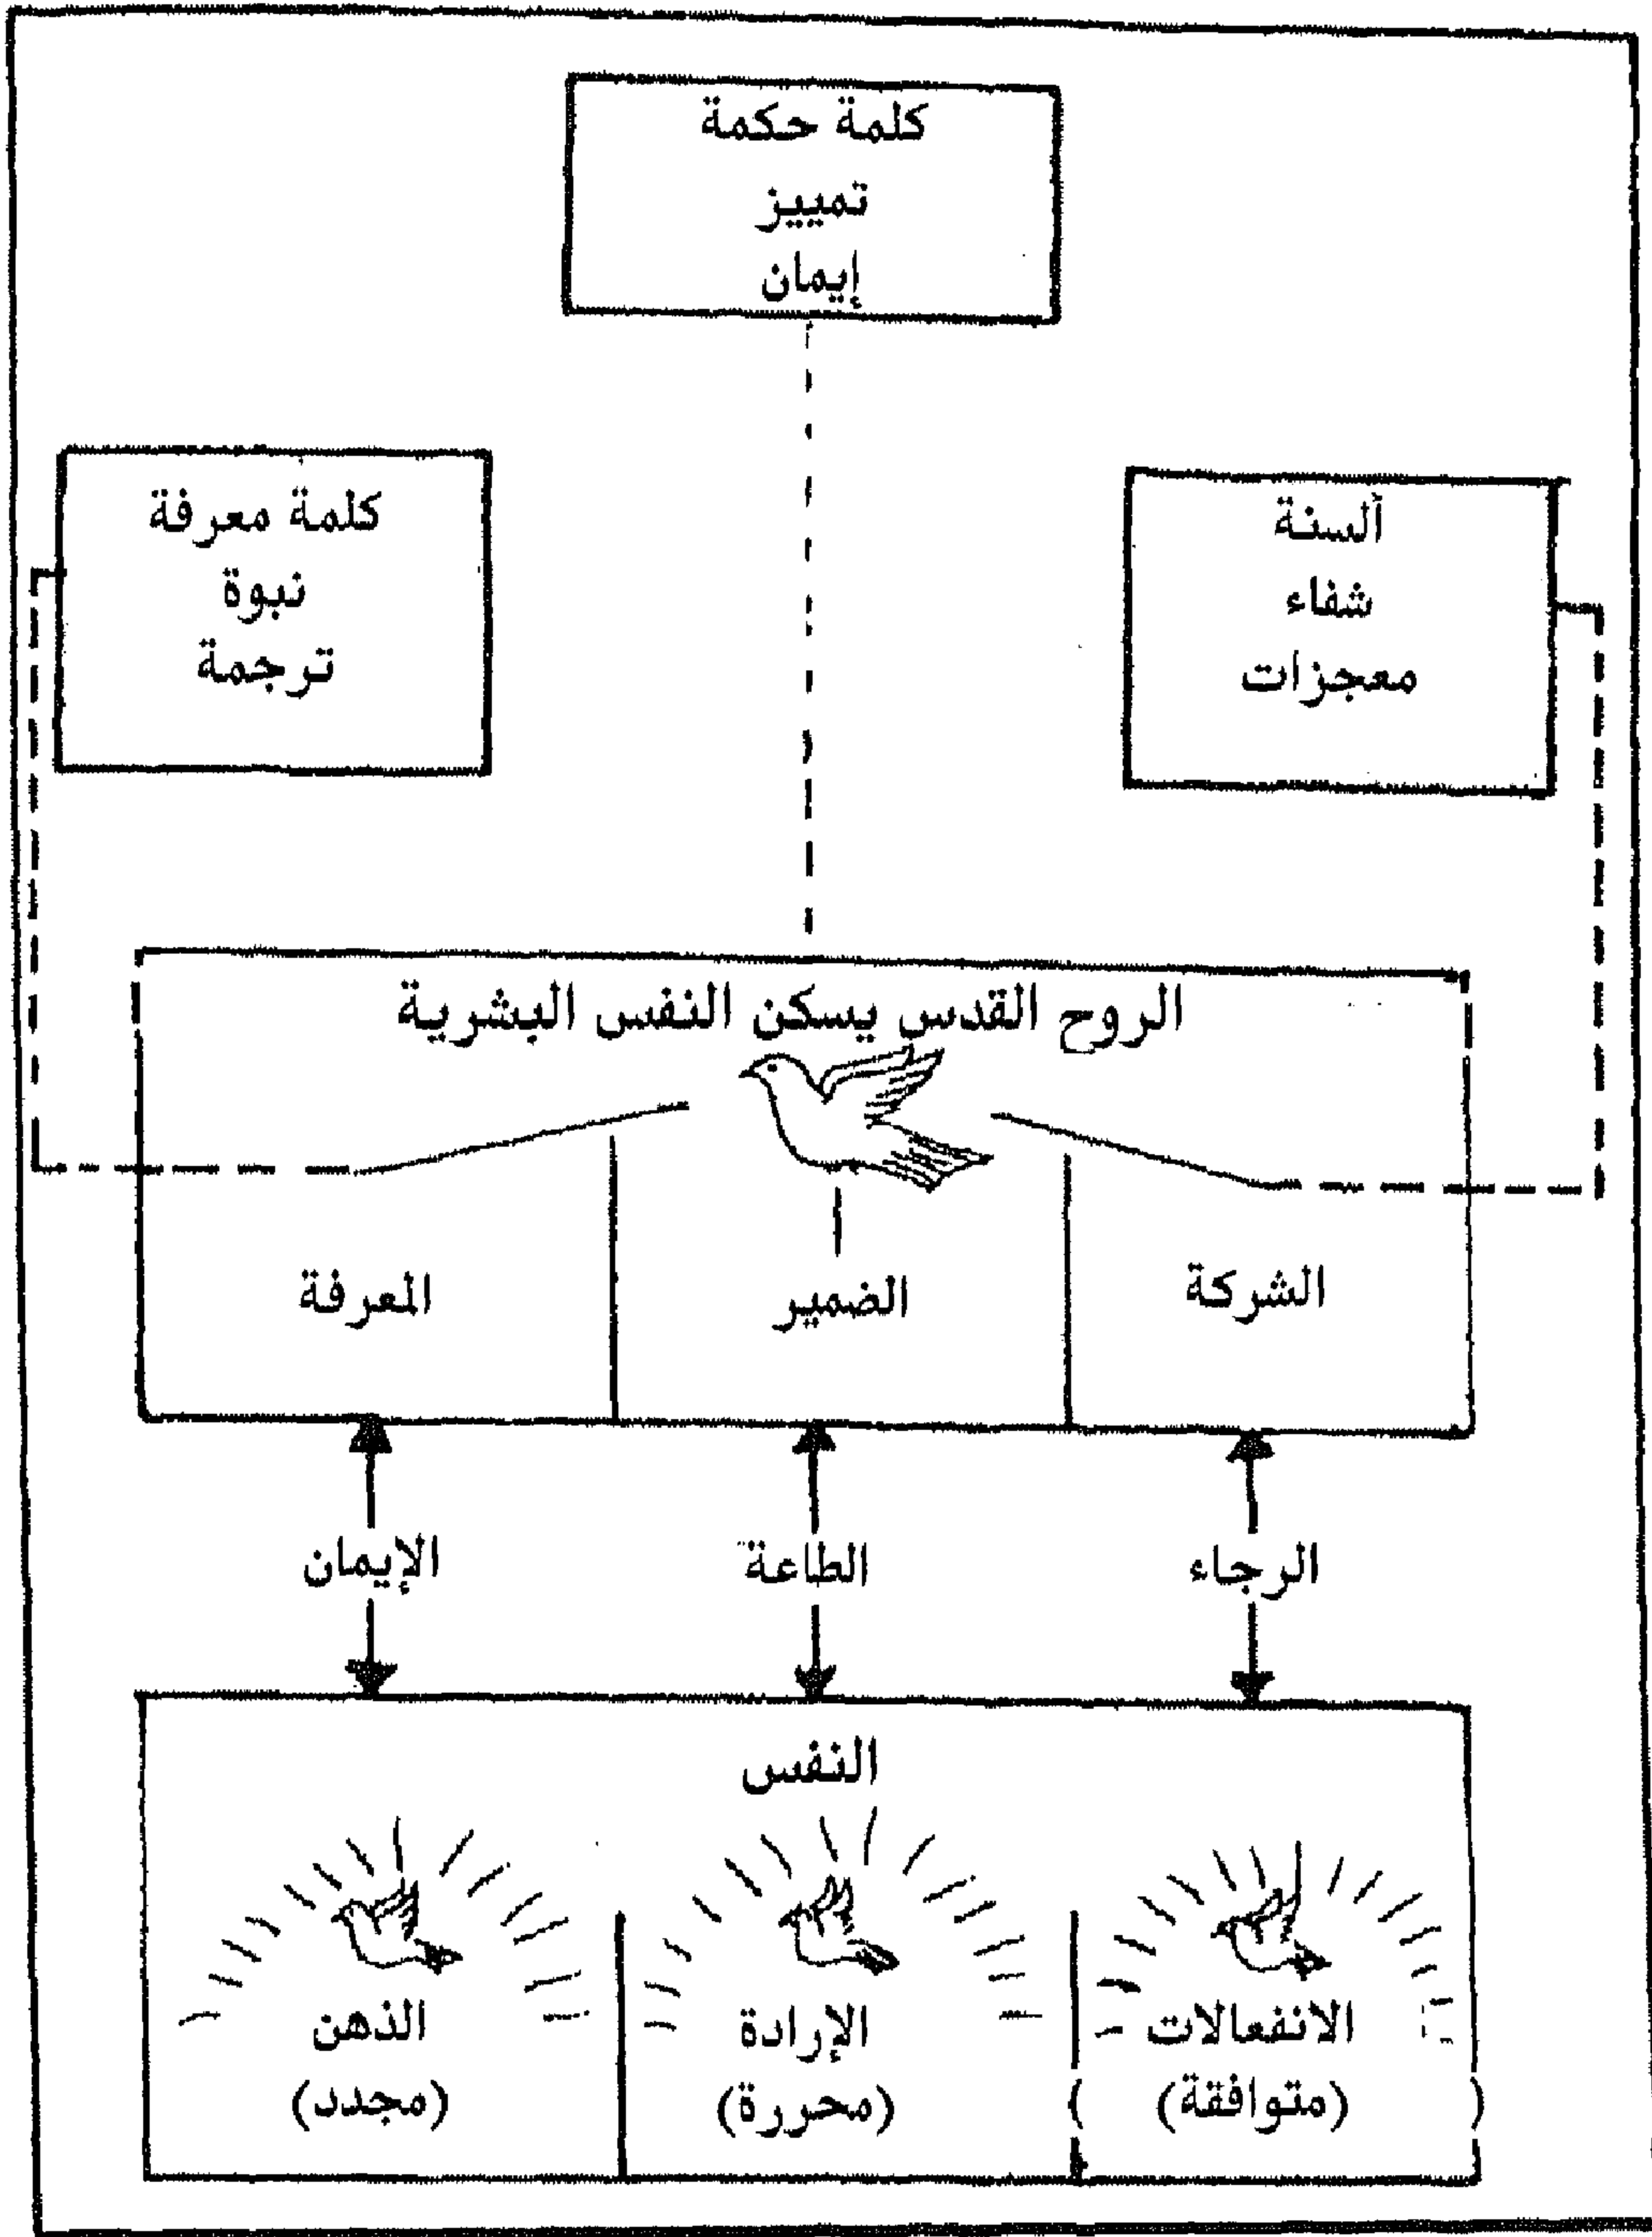 كلمة حكمة
تمييز
إيمان
ألسنة
شفاء
معجزات
كلمة معرفة
نبوة
ترجمة
الروح القدس يسكن النفس البشرية
الشركة
الضمير
المعرفة
الرجاء
الطاعة
الإيمان
النفس
الانفعالات
(متوافقة)
الإرادة
(محررة)
الذهن
(مجدد)